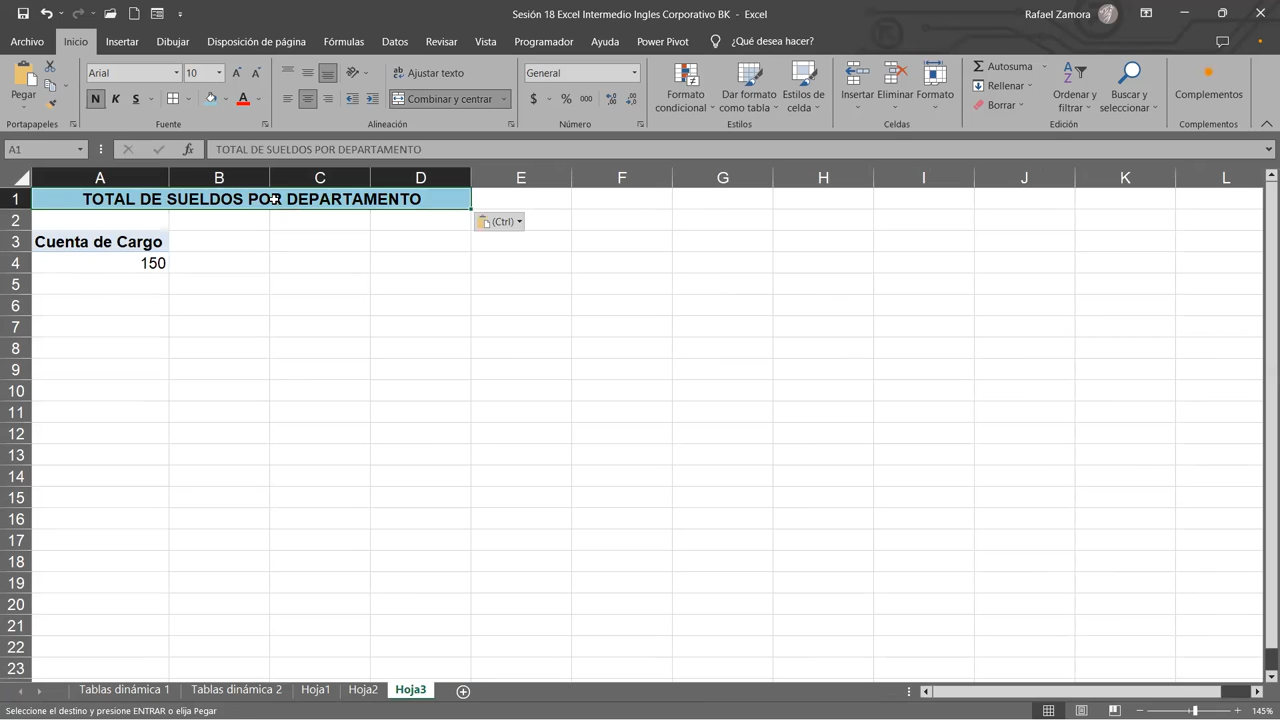 Sesión 18 Excel Intermedio Ingles Corporativo BK – Excel
Rafael Zamora
Archivo Inicio Insertar Dibujar Disposición de página Fórmulas Datos Revisar Vista Programador Ayuda Power Pivot ¿Qué desea hacer?
Pegar
Arial 10
N K S
Ajustar texto
Combinar y centrar
General
$ % 000
Formato condicional
Dar formato como tabla
Estilos de celda
Insertar Eliminar Formato
Autosuma
Rellenar
Borrar
Ordenar y filtrar
Buscar y seleccionar
Complementos
Portapapeles Fuente Alineación Número Estilos Celdas Edición Complementos
A1 fx TOTAL DE SUELDOS POR DEPARTAMENTO
A B C D E F G H I J K L
1 TOTAL DE SUELDOS POR DEPARTAMENTO
2 (Ctrl)
3 Cuenta de Cargo
4 150
5
6
7
8
9
10
11
12
13
14
15
16
17
18
19
20
21
22
23
Tablas dinámica 1 Tablas dinámica 2 Hoja1 Hoja2 Hoja3
Seleccione el destino y presione ENTRAR o elija Pegar 145%